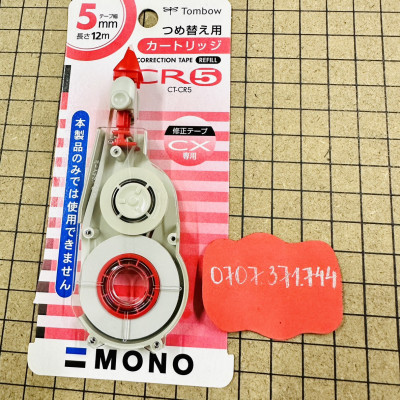 Tombow
テープ幅
5mm
長さ12m
つめ替え用
カートリッジ
CORRECTION TAPE REFILL
CR5
CT-CR5
修正テープ
CX
専用
本製品のみでは使用できません
MONO
0707.371.744